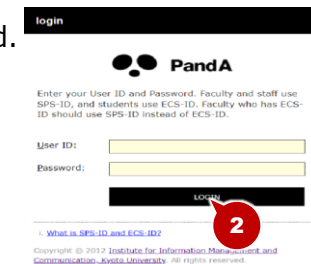 login
d.
PandA
Enter your User ID and Password. Faculty and staff use
SPS-ID, and students use ECS-ID. Faculty who has ECS-
ID should use SPS-ID instead of ECS-ID.
User ID:
Password:
LOGIN
2
i. What is SPS-ID and ECS-ID?
Copyright © 2012 Institute for Information Management and
Communication, Kyoto University. All rights reserved.